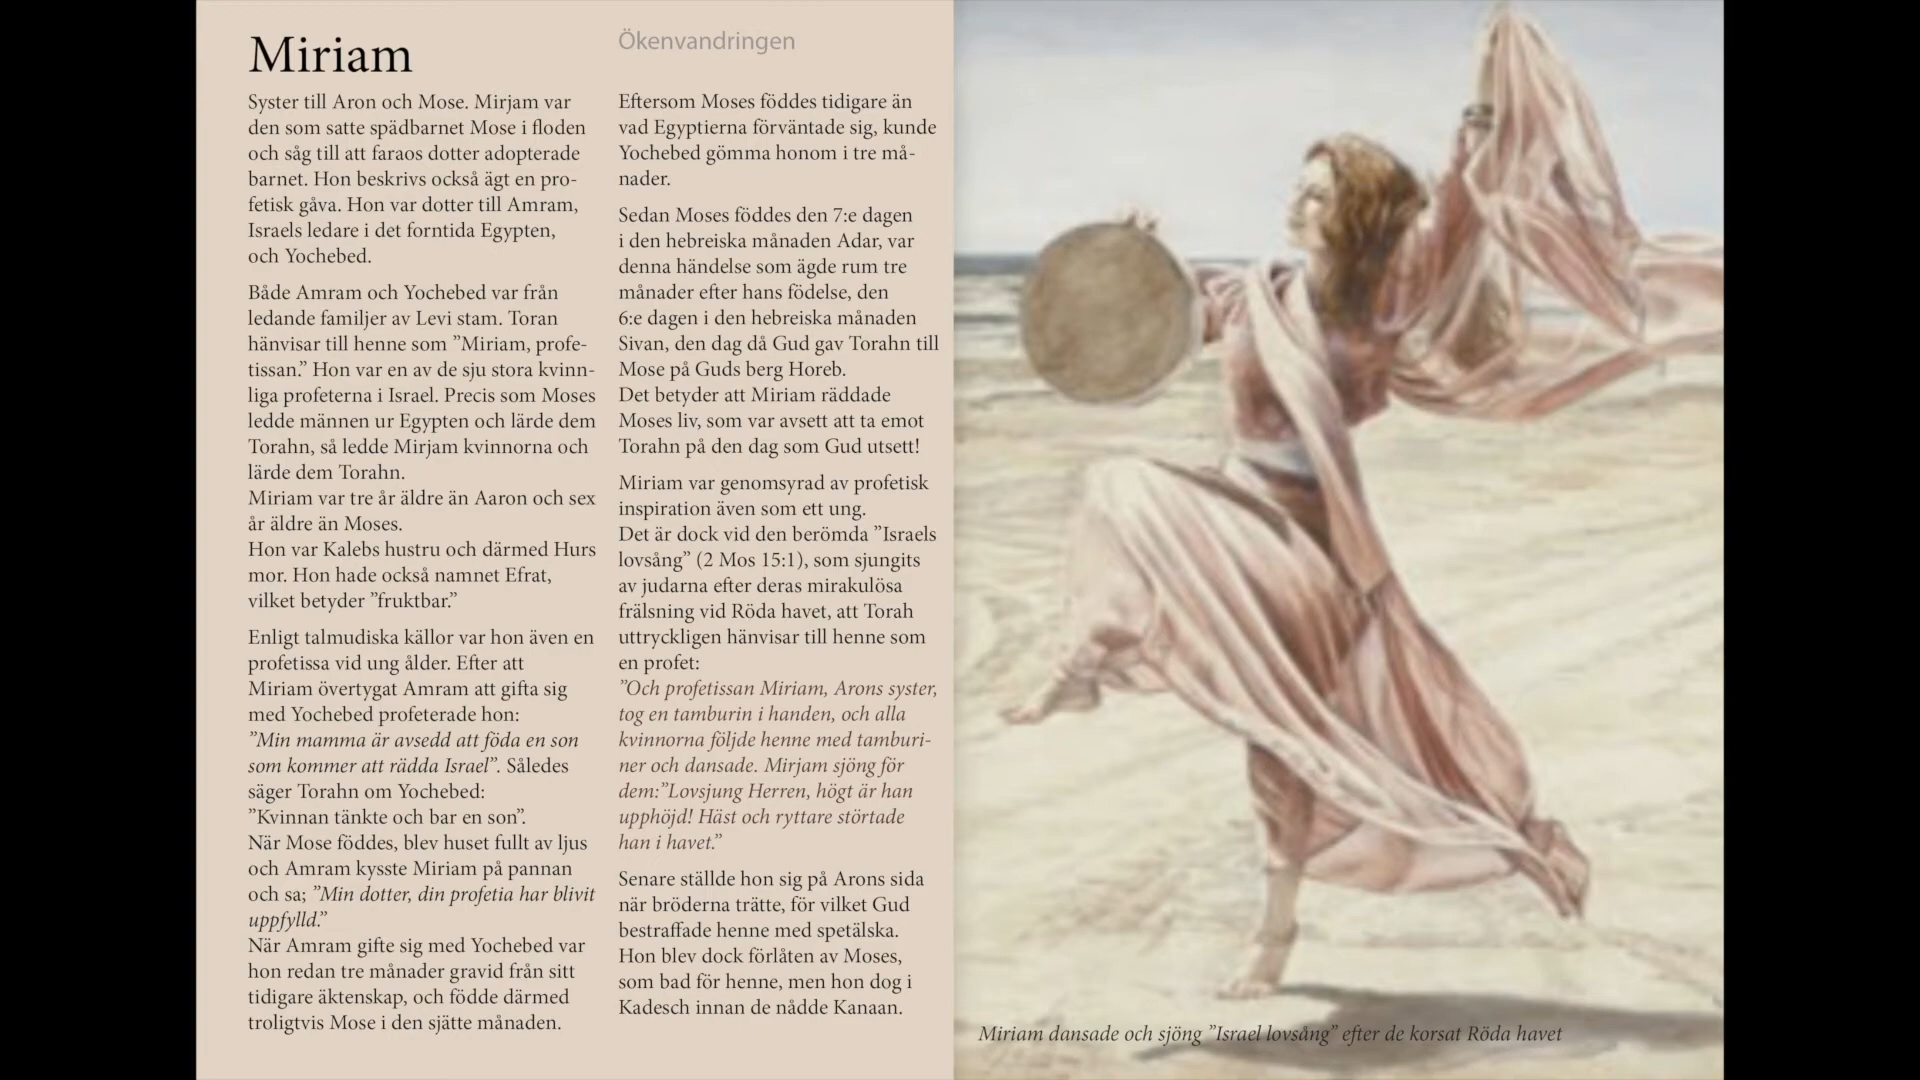 Miriam
Syster till Aron och Mose. Mirjam var
den som satte spädbarnet Mose i floden
och såg till att faraos dotter adopterade
barnet. Hon beskrivs också ägt en pro-
fetisk gåva. Hon var dotter till Amram,
Israels ledare i det forntida Egypten,
och Yochebed.
Både Amram och Yochebed var från
ledande familjer av Levi stam. Toran
hänvisar till henne som ”Miriam, profe-
tissan.” Hon var en av de sju stora kvinn-
liga profeterna i Israel. Precis som Moses
ledde männen ur Egypten och lärde dem
Torahn, så ledde Mirjam kvinnorna och
lärde dem Torahn.
Miriam var tre år äldre än Aaron och sex
år äldre än Moses.
Hon var Kalebs hustru och därmed Hurs
mor. Hon hade också namnet Efrat,
vilket betyder ”fruktbar.”
Enligt talmudiska källor var hon även en
profetissa vid ung ålder. Efter att
Miriam övertygat Amram att gifta sig
med Yochebed profeterade hon:
”Min mamma är avsedd att föda en son
som kommer att rädda Israel”. Således
säger Torahn om Yochebed:
”Kvinnan tänkte och bar en son”.
När Mose föddes, blev huset fullt av ljus
och Amram kysste Miriam på pannan
och sa; ”Min dotter, din profetia har blivit
uppfylld.”
När Amram gifte sig med Yochebed var
hon redan tre månader gravid från sitt
tidigare äktenskap, och födde därmed
troligtvis Mose i den sjätte månaden.
Ökenvandringen
Eftersom Moses föddes tidigare än
vad Egyptierna förväntade sig, kunde
Yochebed gömma honom i tre må-
nader.
Sedan Moses föddes den 7:e dagen
i den hebreiska månaden Adar, var
denna händelse som ägde rum tre
månader efter hans födelse, den
6:e dagen i den hebreiska månaden
Sivan, den dag då Gud gav Torahn till
Mose på Guds berg Horeb.
Det betyder att Miriam räddade
Moses liv, som var avsett att ta emot
Torahn på den dag som Gud utsett!
Miriam var genomsyrad av profetisk
inspiration även som ett ung.
Det är dock vid den berömda ”Israels
lovsång” (2 Mos 15:1), som sjungits
av judarna efter deras mirakulösa
frälsning vid Röda havet, att Torah
uttryckligen hänvisar till henne som
en profet:
”Och profetissan Miriam, Arons syster,
tog en tamburin i handen, och alla
kvinnorna följde henne med tamburi-
ner och dansade. Mirjam sjöng för
dem:”Lovsjung Herren, högt är han
upphöjd! Häst och ryttare störtade
han i havet.”
Senare ställde hon sig på Arons sida
när bröderna trätte, för vilket Gud
bestraffade henne med spetälska.
Hon blev dock förlåten av Moses,
som bad för henne, men hon dog i
Kadesch innan de nådde Kanaan.
Miriam dansade och sjöng ”Israel lovsång” efter de korsat Röda havet